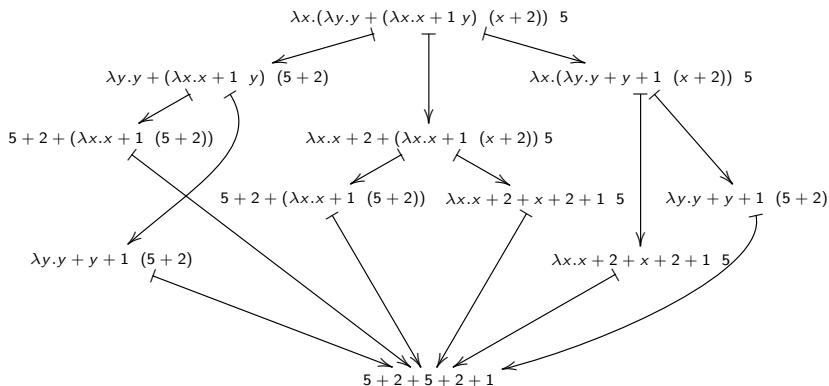 λx.(λy.y + (λx.x + 1 y) (x + 2)) 5
λy.y + (λx.x + 1 y) (5 + 2)
λx.(λy.y + y + 1 (x + 2)) 5
5 + 2 + (λx.x + 1 (5 + 2))
λx.x + 2 + (λx.x + 1 (x + 2)) 5
5 + 2 + (λx.x + 1 (5 + 2))
λx.x + 2 + x + 2 + 1 5
λy.y + y + 1 (5 + 2)
λy.y + y + 1 (5 + 2)
λx.x + 2 + x + 2 + 1 5
5 + 2 + 5 + 2 + 1